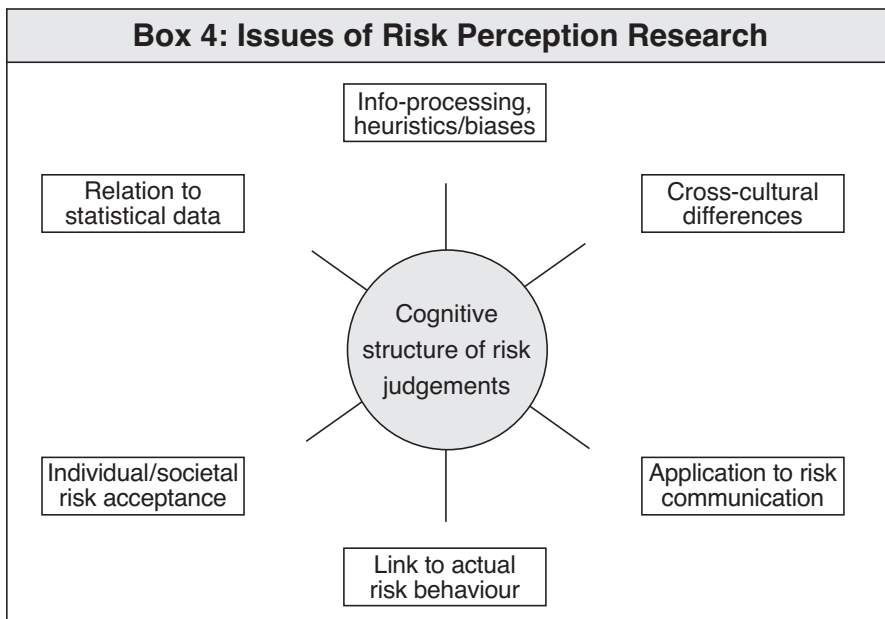 Box 4: Issues of Risk Perception Research
Info-processing,
heuristics/biases
Relation to
statistical data
Cross-cultural
differences
Cognitive
structure of risk
judgements
Individual/societal
risk acceptance
Application to risk
communication
Link to actual
risk behaviour